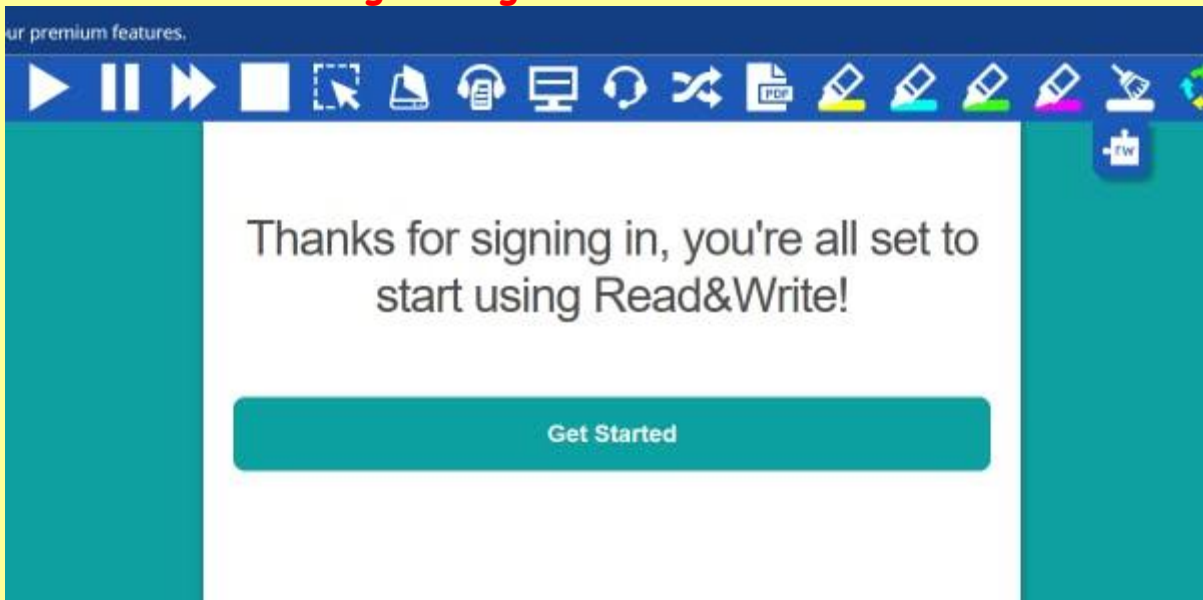 ur premium features.
PDF
rw
Thanks for signing in, you're all set to
start using Read&Write!
Get Started